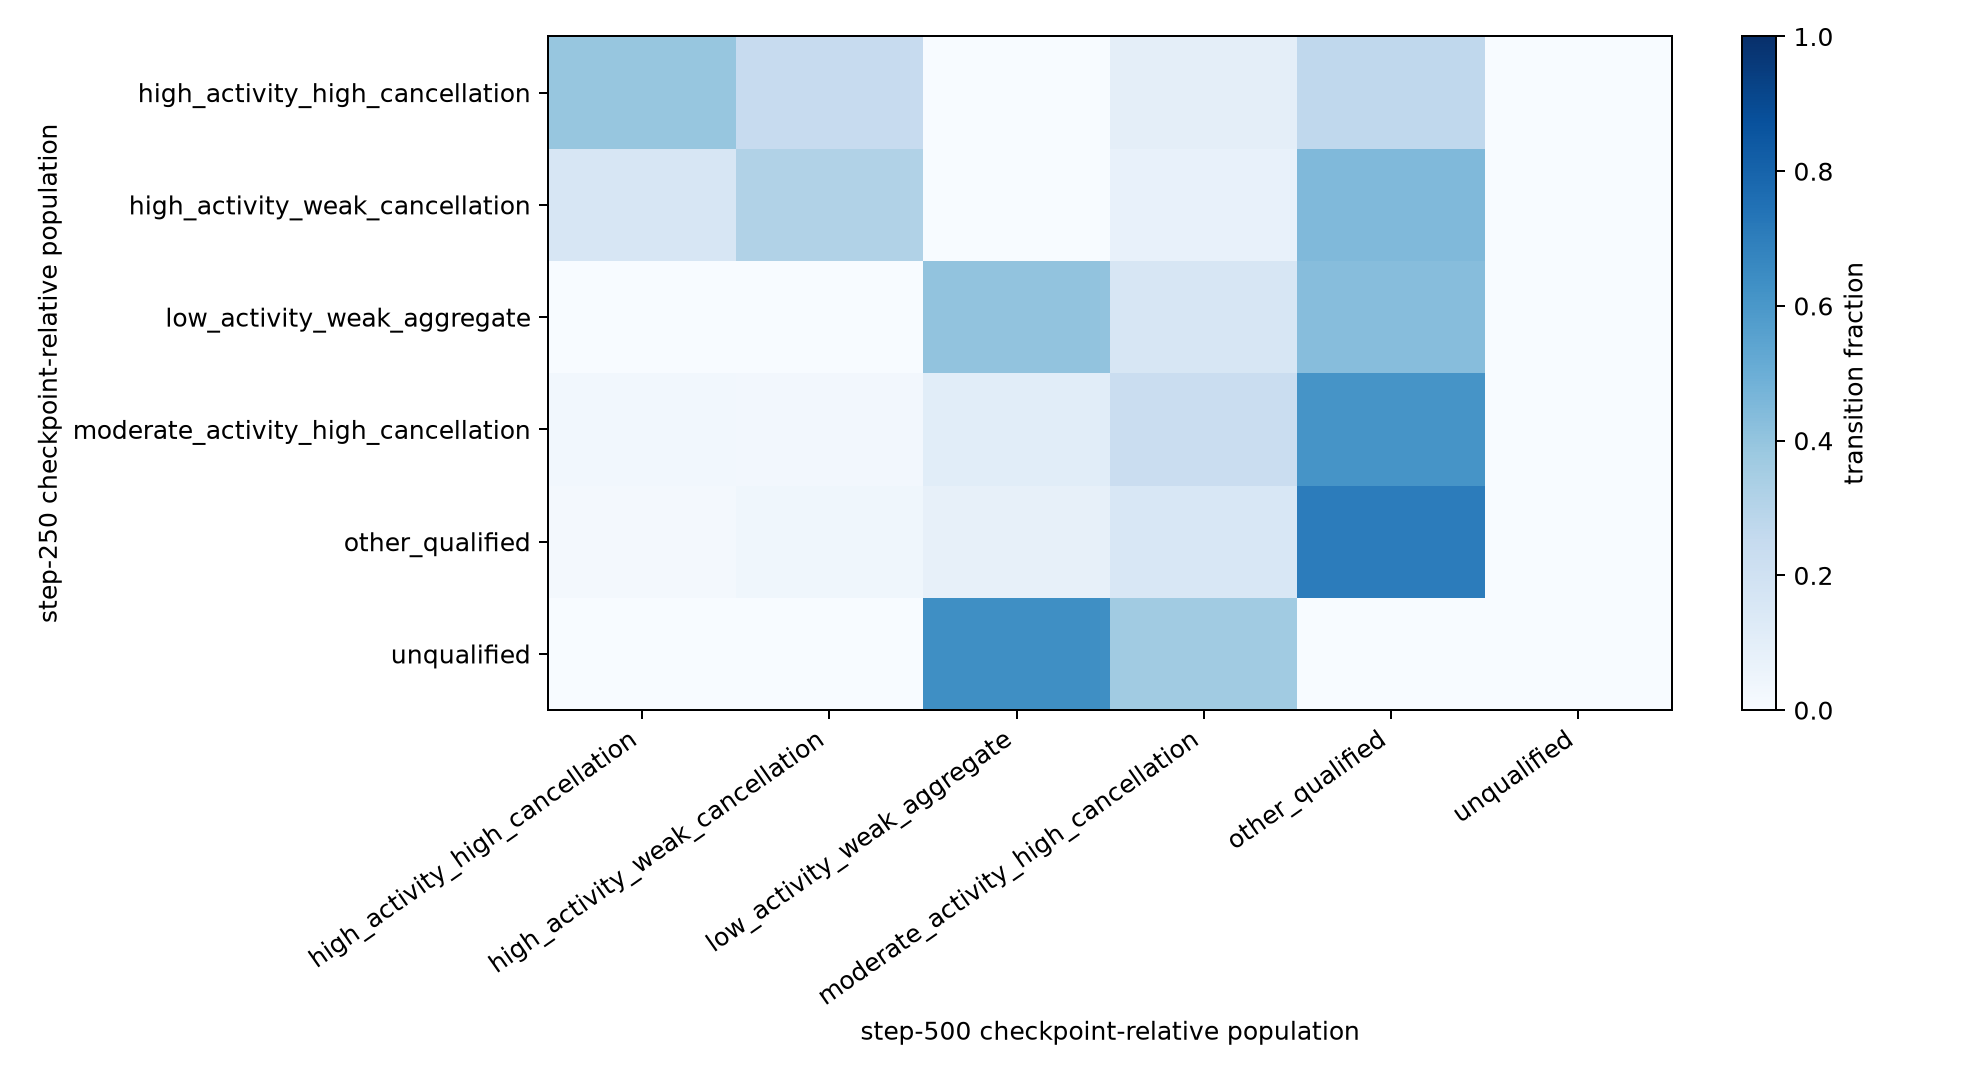 high_activity_high_cancellation
high_activity_weak_cancellation
low_activity_weak_aggregate
moderate_activity_high_cancellation
other_qualified
unqualified
step-250 checkpoint-relative population
high_activity_high_cancellation
high_activity_weak_cancellation
low_activity_weak_aggregate
moderate_activity_high_cancellation
other_qualified
unqualified
step-500 checkpoint-relative population
1.0
0.8
0.6
0.4
0.2
0.0
transition fraction